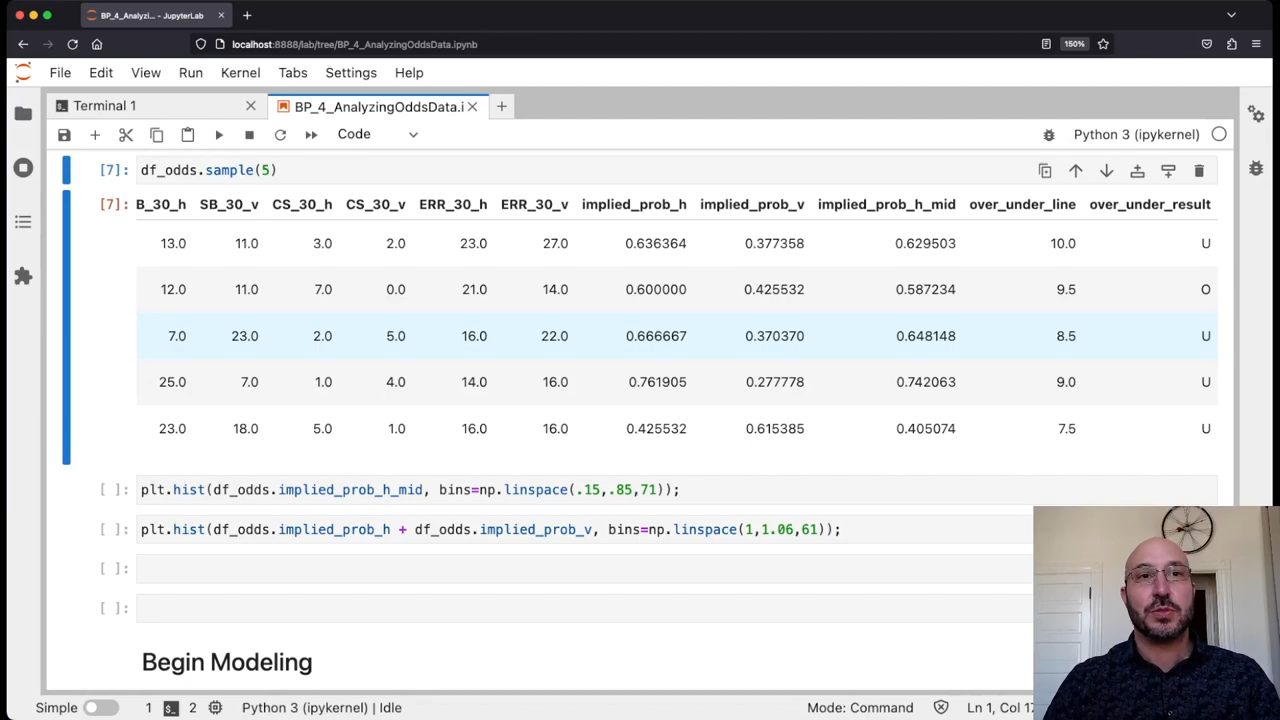 BP_4_Analyzi... - JupyterLab
localhost:8888/lab/tree/BP_4_AnalyzingOddsData.ipynb
150%
File Edit View Run Kernel Tabs Settings Help
Terminal 1
BP_4_AnalyzingOddsData.i
Code
Python 3 (ipykernel)
[7]: df_odds.sample(5)
[7]: B_30_h SB_30_v CS_30_h CS_30_v ERR_30_h ERR_30_v implied_prob_h implied_prob_v implied_prob_h_mid over_under_line over_under_result
13.0 11.0 3.0 2.0 23.0 27.0 0.636364 0.377358 0.629503 10.0 U
12.0 11.0 7.0 0.0 21.0 14.0 0.600000 0.425532 0.587234 9.5 O
7.0 23.0 2.0 5.0 16.0 22.0 0.666667 0.370370 0.648148 8.5 U
25.0 7.0 1.0 4.0 14.0 16.0 0.761905 0.277778 0.742063 9.0 U
23.0 18.0 5.0 1.0 16.0 16.0 0.425532 0.615385 0.405074 7.5 U
[ ]: plt.hist(df_odds.implied_prob_h_mid, bins=np.linspace(.15,.85,71));
[ ]: plt.hist(df_odds.implied_prob_h + df_odds.implied_prob_v, bins=np.linspace(1,1.06,61));
[ ]:
[ ]:
Begin Modeling
Simple 1 2 Python 3 (ipykernel) | Idle Mode: Command Ln 1, Col 17